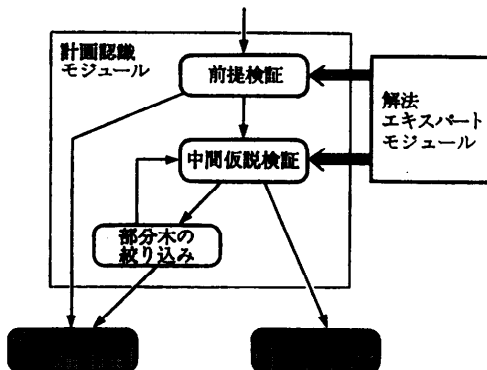 計画認識
モジュール
前提検証
解法
エキスパート
モジュール
中間仮説検証
部分木の
絞り込み